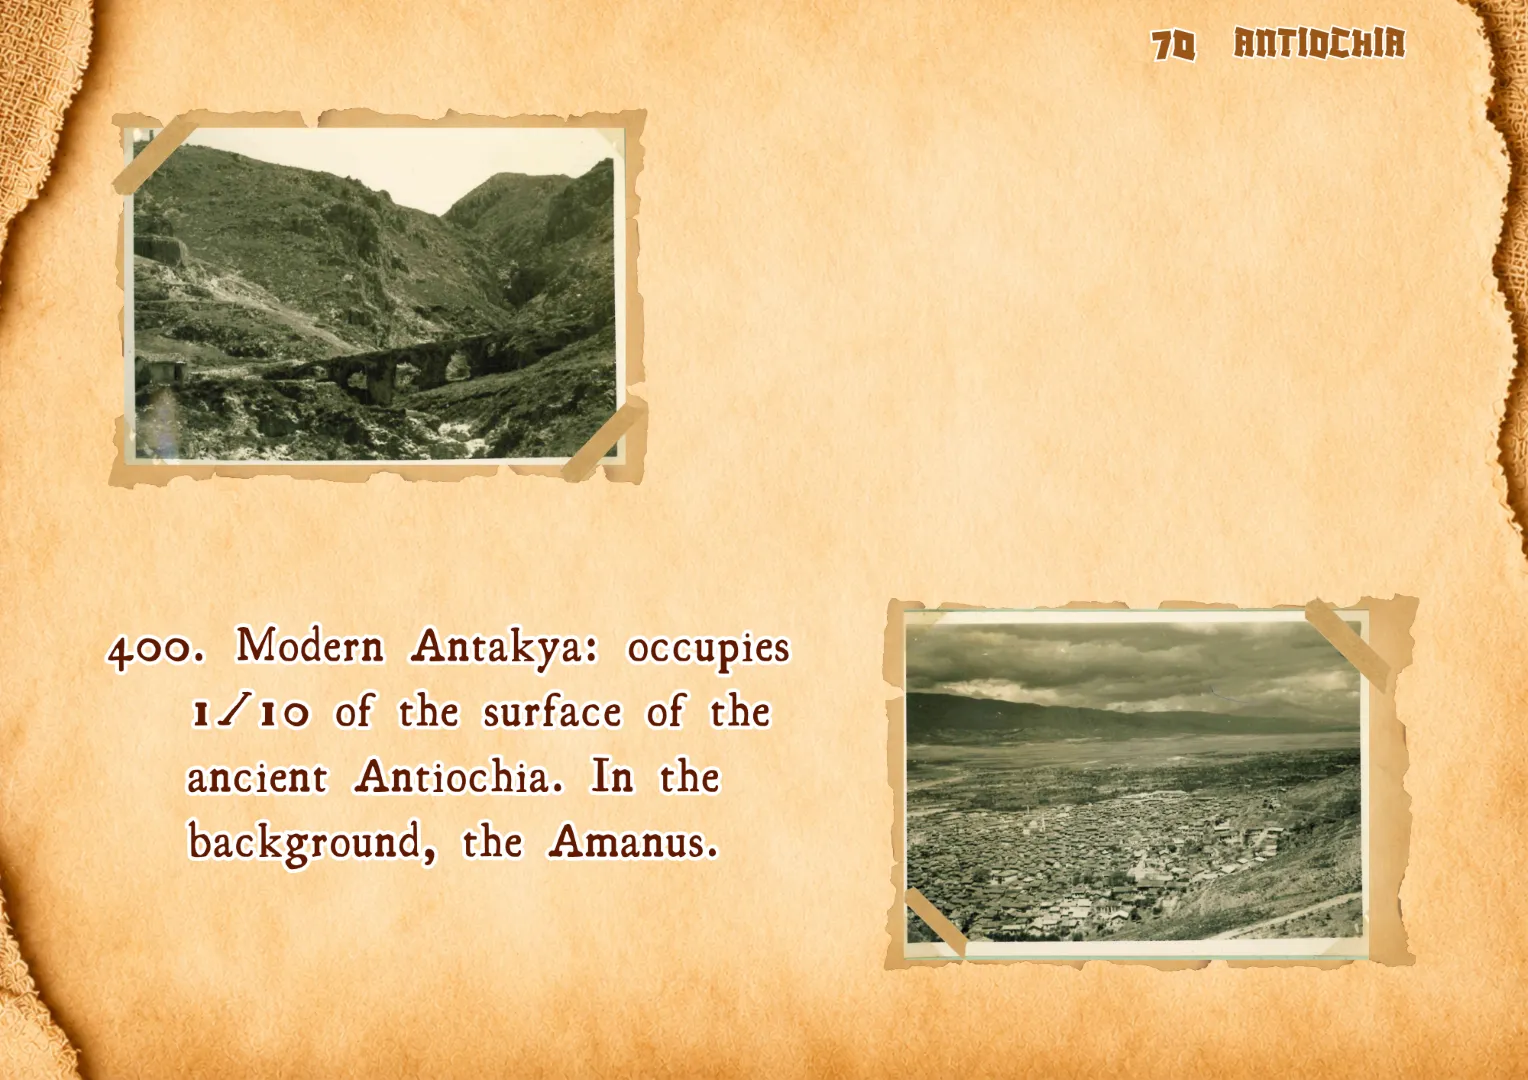 70 ANTIOCHIA
400. Modern Antakya: occupies
1/10 of the surface of the
ancient Antiochia. In the
background, the Amanus.